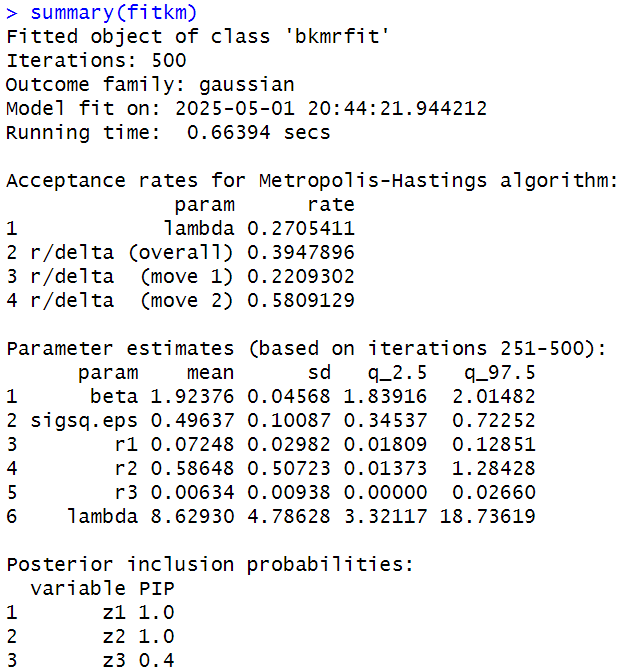 > summary(fitkm)
Fitted object of class 'bkmrfit'
Iterations: 500
Outcome family: gaussian
Model fit on: 2025-05-01 20:44:21.944212
Running time:  0.66394 secs

Acceptance rates for Metropolis-Hastings algorithm:
              param      rate
1            lambda 0.2705411
2 r/delta (overall) 0.3947896
3 r/delta  (move 1) 0.2209302
4 r/delta  (move 2) 0.5809129

Parameter estimates (based on iterations 251-500):
      param    mean      sd   q_2.5   q_97.5
1      beta 1.92376 0.04568 1.83916  2.01482
2 sigsq.eps 0.49637 0.10087 0.34537  0.72252
3        r1 0.07248 0.02982 0.01809  0.12851
4        r2 0.58648 0.50723 0.01373  1.28428
5        r3 0.00634 0.00938 0.00000  0.02660
6    lambda 8.62930 4.78628 3.32117 18.73619

Posterior inclusion probabilities:
  variable PIP
1       z1 1.0
2       z2 1.0
3       z3 0.4